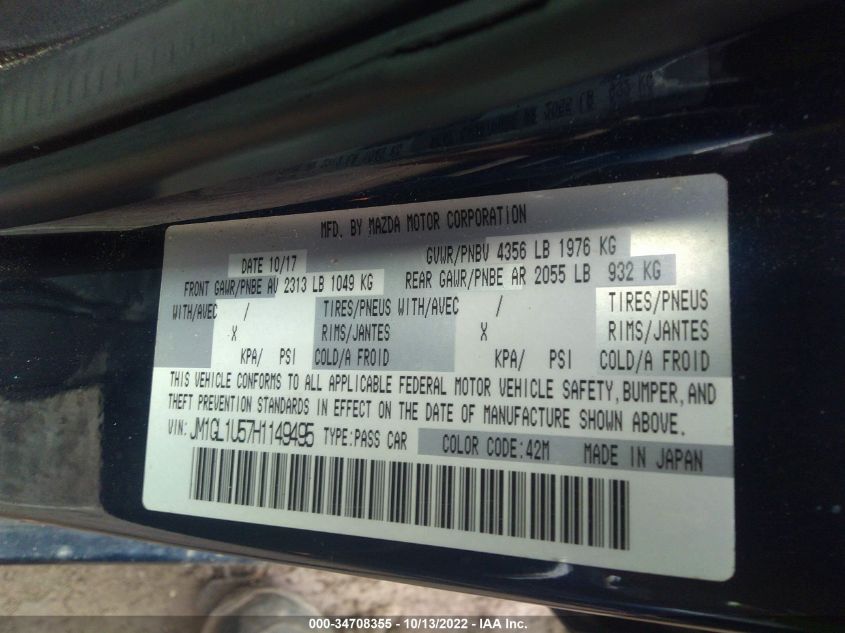 MFD. BY MAZDA MOTOR CORPORATION
DATE 10/17 GVWR/PNBV 4356 LB 1976 KG
FRONT GAWR/PNBE AV 2313 LB 1049 KG REAR GAWR/PNBE AR 2055 LB 932 KG
WITH/AVEC / TIRES/PNEUS WITH/AVEC / TIRES/PNEUS
X RIMS/JANTES X RIMS/JANTES
KPA/ PSI COLD/A FROID KPA/ PSI COLD/A FROID
THIS VEHICLE CONFORMS TO ALL APPLICABLE FEDERAL MOTOR VEHICLE SAFETY, BUMPER, AND
THEFT PREVENTION STANDARDS IN EFFECT ON THE DATE OF MANUFACTURE SHOWN ABOVE.
VIN: JM1GL1U57H1149495 TYPE:PASS CAR COLOR CODE:42M MADE IN JAPAN
000-34708355 - 10/13/2022 - IAA Inc.